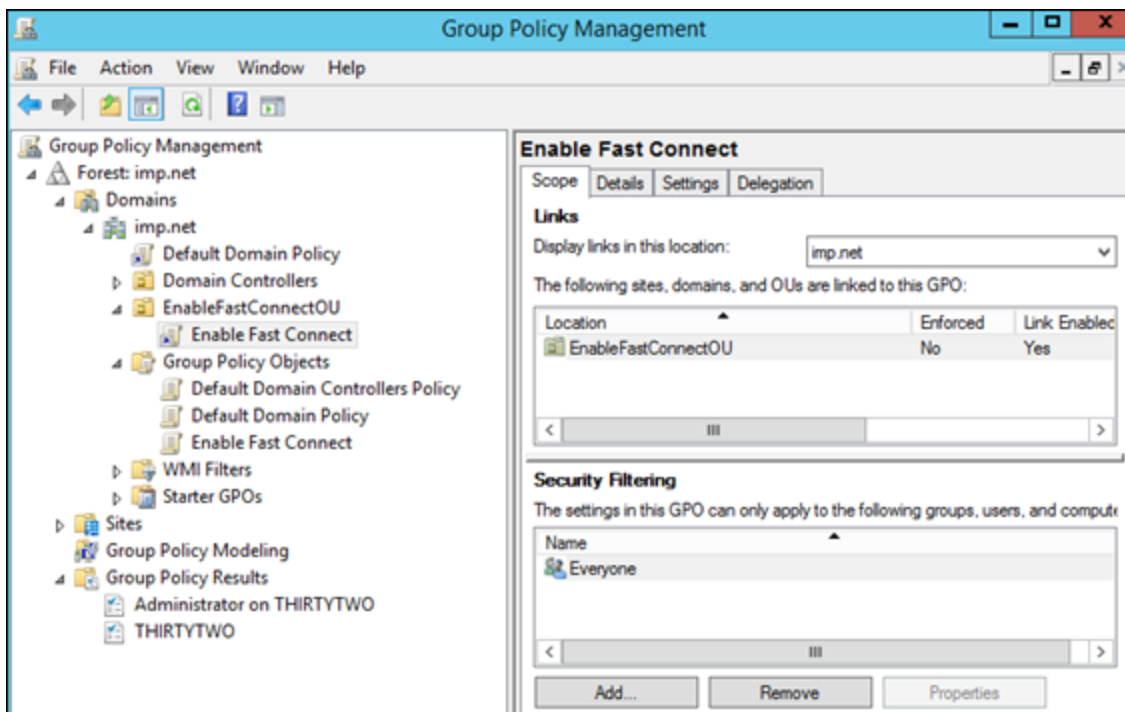 Group Policy Management
File Action View Window Help
Group Policy Management
Forest: imp.net
Domains
imp.net
Default Domain Policy
Domain Controllers
EnableFastConnectOU
Enable Fast Connect
Group Policy Objects
Default Domain Controllers Policy
Default Domain Policy
Enable Fast Connect
WMI Filters
Starter GPOs
Sites
Group Policy Modeling
Group Policy Results
Administrator on THIRTYTWO
THIRTYTWO
Enable Fast Connect
Scope Details Settings Delegation
Links
Display links in this location: imp.net
The following sites, domains, and OUs are linked to this GPO:
Location Enforced Link Enabled
EnableFastConnectOU No Yes
Security Filtering
The settings in this GPO can only apply to the following groups, users, and compute
Name
Everyone
Add... Remove Properties